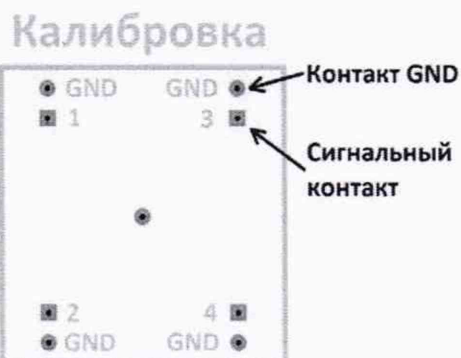 Калибровка
GND GND Контакт GND
1 3
Сигнальный
контакт
2 4
GND GND